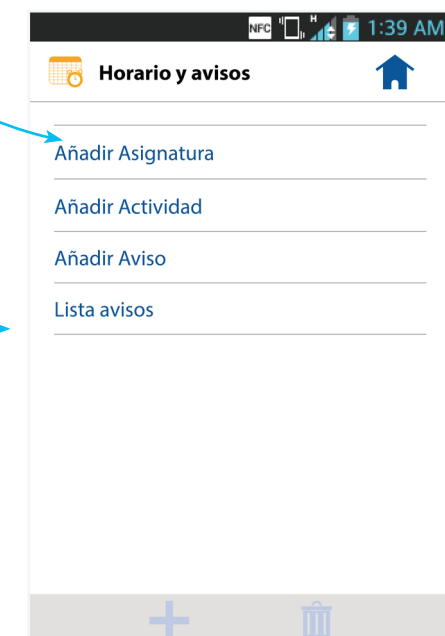 NFC H 1:39 AM
Horario y avisos
Añadir Asignatura
Añadir Actividad
Añadir Aviso
Lista avisos